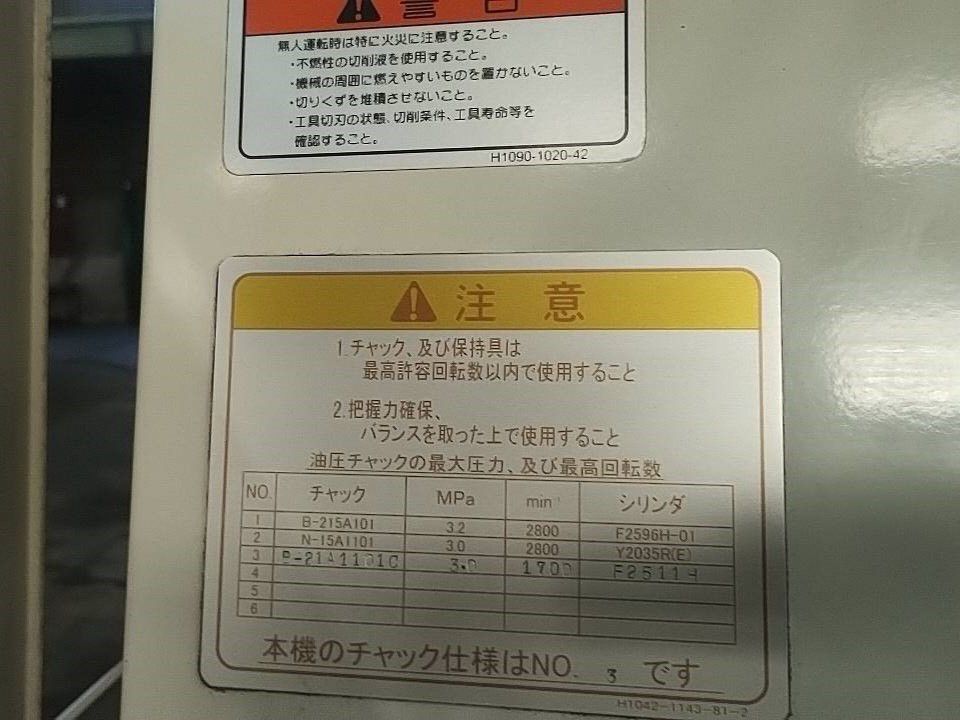 警告
無人運転時は特に火災に注意すること。
・不燃性の切削液を使用すること。
・機械の周囲に燃えやすいものを置かないこと。
・切りくずを堆積させないこと。
・工具切刃の状態、切削条件、工具寿命等を
確認すること。
H1090-1020-42
注意
1.チャック、及び保持具は
最高許容回転数以内で使用すること
2.把握力確保、
バランスを取った上で使用すること
油圧チャックの最大圧力、及び最高回転数
NO. チャック MPa min⁻¹ シリンダ
1 B-215A101 3.2 2800 F2596H-01
2 N-15A1101 3.0 2800 Y2035R(E)
3 B-21A1101C 3.0 1700 F2511H
4
5
6
本機のチャック仕様はNO. 3 です
H1042-1143-81-2